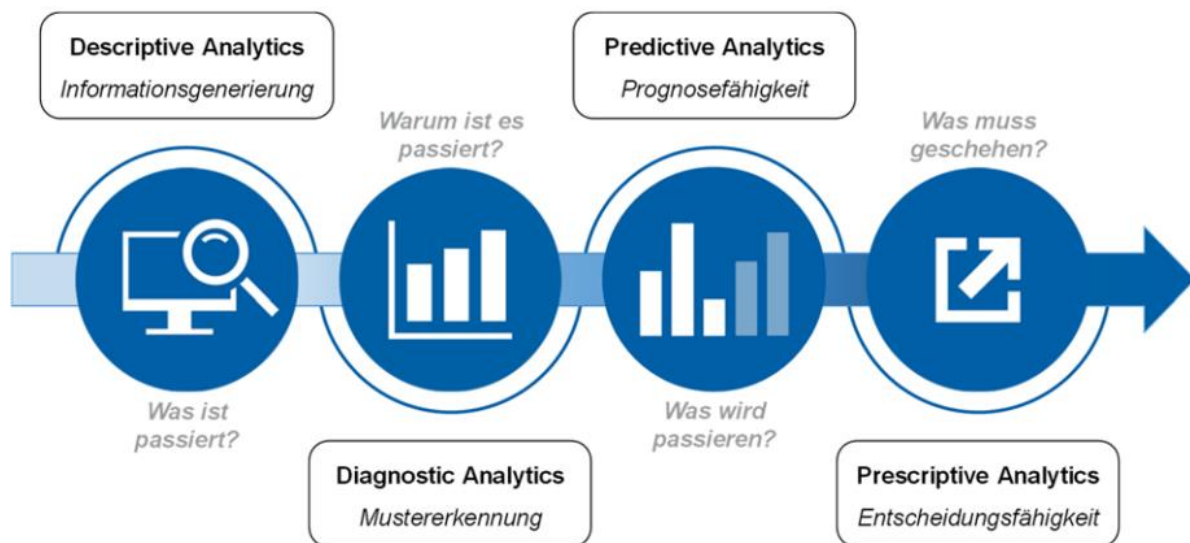 Descriptive Analytics
Informationsgenerierung
Was ist
passiert?
Warum ist es
passiert?
Diagnostic Analytics
Mustererkennung
Predictive Analytics
Prognosefähigkeit
Was wird
passieren?
Was muss
geschehen?
Prescriptive Analytics
Entscheidungsfähigkeit